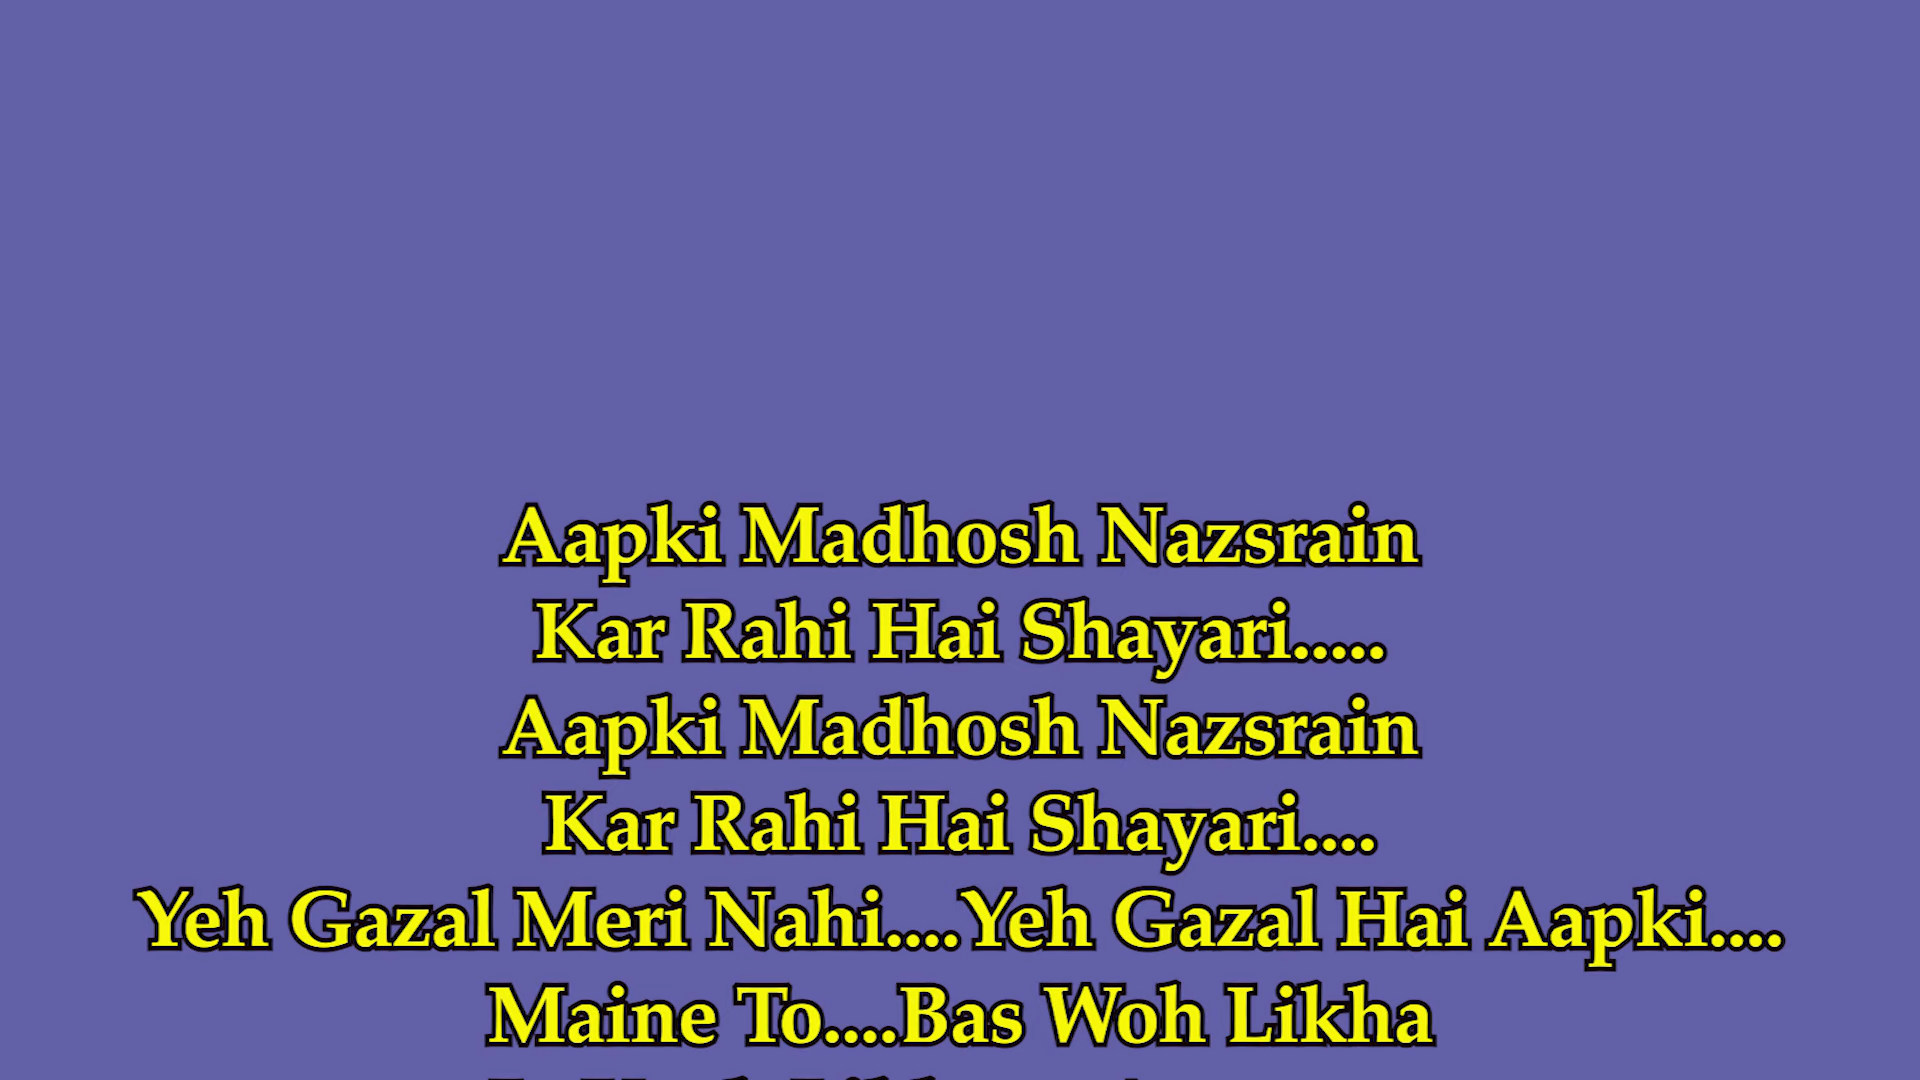 Aapki Madhosh Nazsrain
Kar Rahi Hai Shayari.....
Aapki Madhosh Nazsrain
Kar Rahi Hai Shayari....
Yeh Gazal Meri Nahi....Yeh Gazal Hai Aapki....
Maine To....Bas Woh Likha